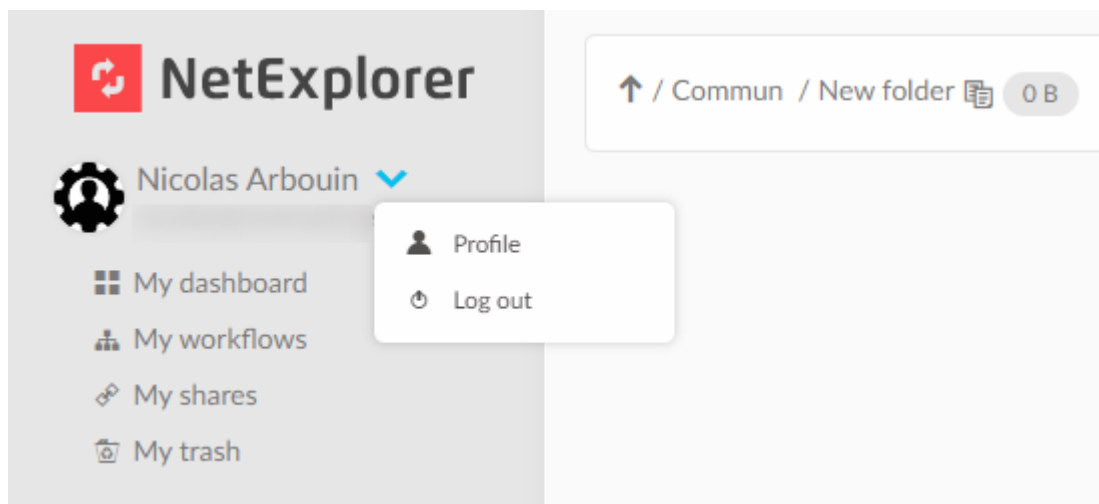 NetExplorer
↑ / Commun / New folder 0 B
Nicolas Arbouin
Profile
Log out
My dashboard
My workflows
My shares
My trash